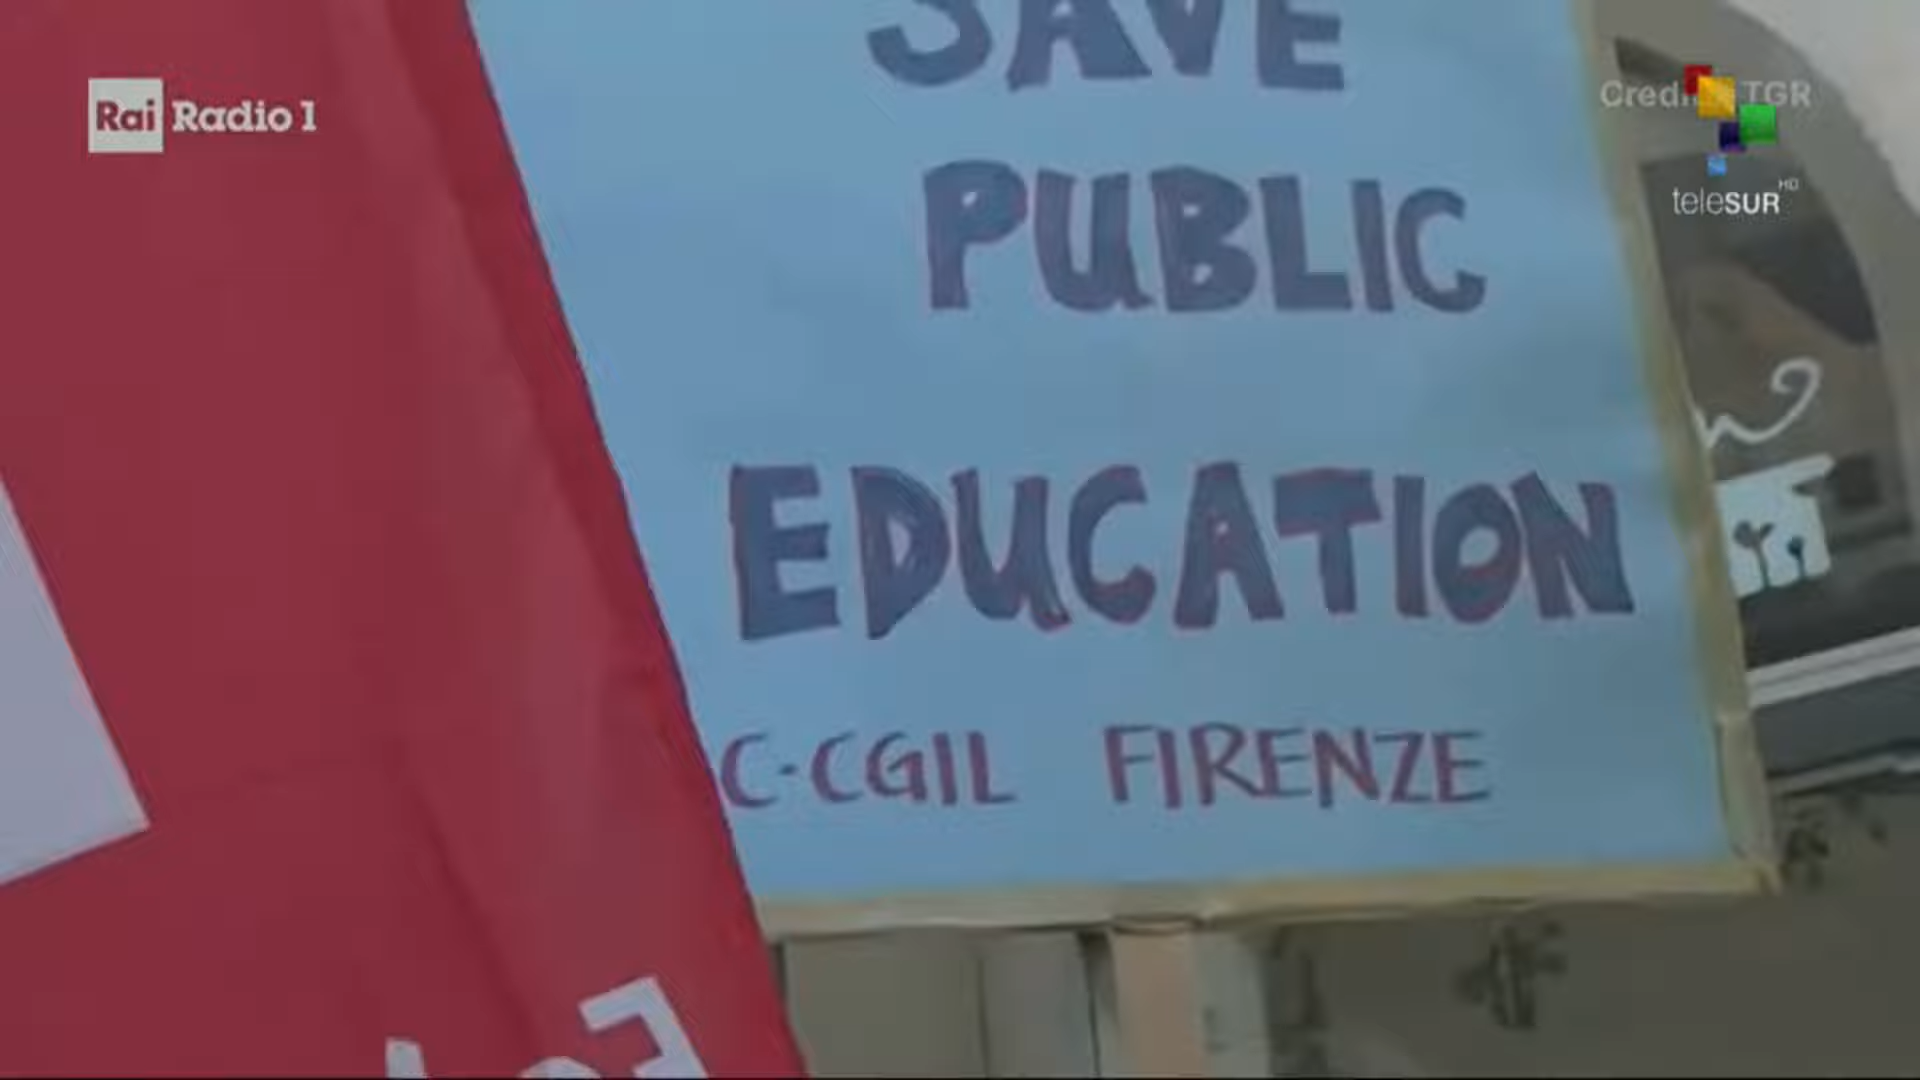 SAVE
PUBLIC
EDUCATION
C-CGIL FIRENZE
Rai Radio 1
TGR
teleSUR HD